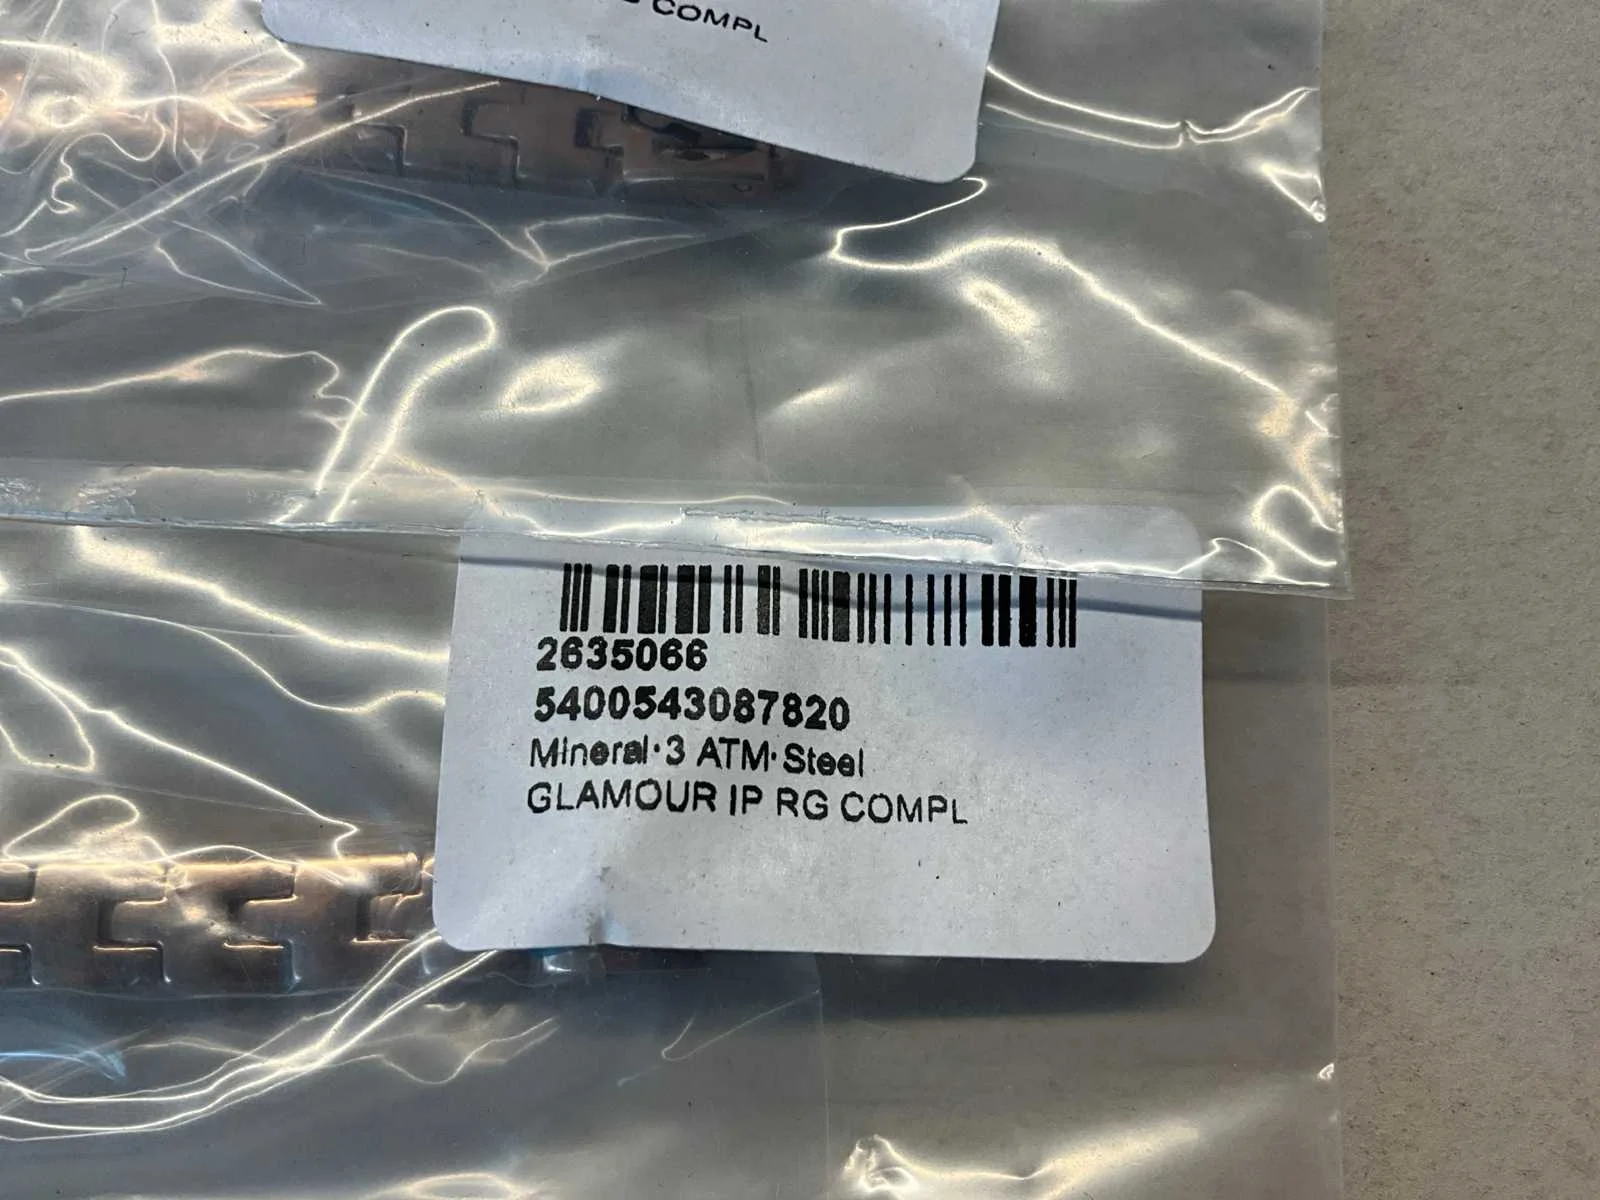 COMPL
2635066
5400543087820
Mineral·3 ATM·Steel
GLAMOUR IP RG COMPL